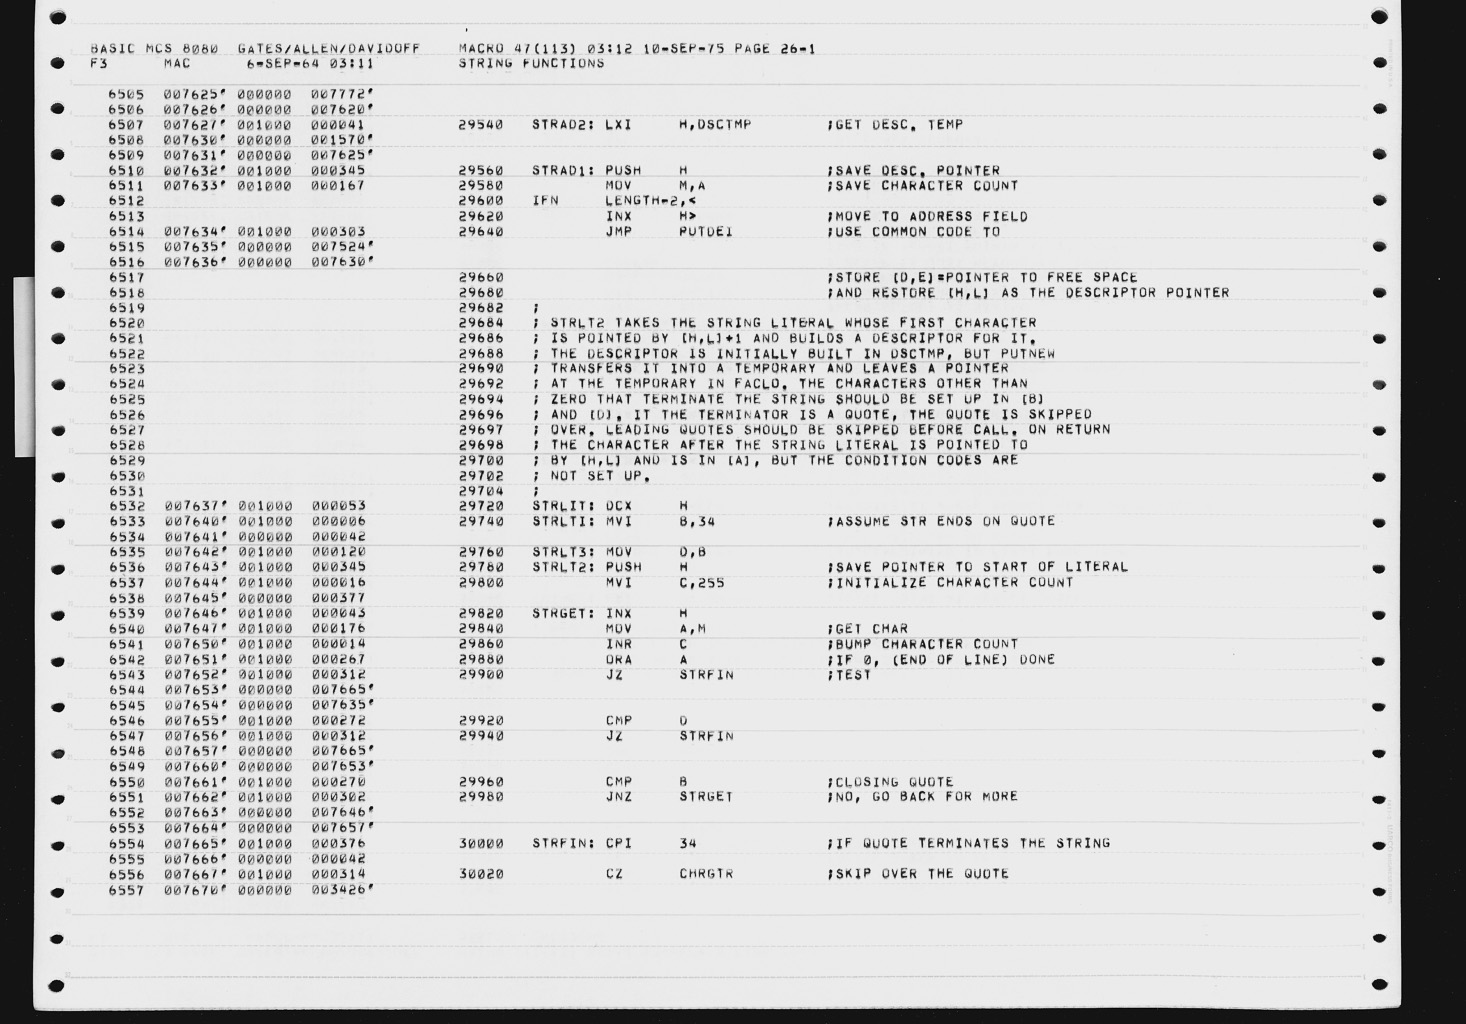 BASIC MCS 8080  GATES/ALLEN/DAVIDOFF    MACRO 47(113) 03:12 10-SEP-75 PAGE 26-1
F3      MAC      6-SEP-64 03:11         STRING FUNCTIONS
6505 007625' 000000 007772'
6506 007626' 000000 007620'
6507 007627' 001000 000041 29540 STRAD2: LXI H,DSCTMP ;GET DESC. TEMP
6508 007630' 000000 001570'
6509 007631' 000000 007625'
6510 007632' 001000 000345 29560 STRAD1: PUSH H ;SAVE DESC. POINTER
6511 007633' 001000 000167 29580 MOV M,A ;SAVE CHARACTER COUNT
6512 29600 IFN LENGTH-2,<
6513 29620 INX H> ;MOVE TO ADDRESS FIELD
6514 007634' 001000 000303 29640 JMP PUTDEI ;USE COMMON CODE TO
6515 007635' 000000 007524'
6516 007636' 000000 007630'
6517 29660 ;STORE [D,E]=POINTER TO FREE SPACE
6518 29680 ;AND RESTORE [H,L] AS THE DESCRIPTOR POINTER
6519 29682 ;
6520 29684 ; STRLT2 TAKES THE STRING LITERAL WHOSE FIRST CHARACTER
6521 29686 ; IS POINTED BY [H,L]+1 AND BUILDS A DESCRIPTOR FOR IT.
6522 29688 ; THE DESCRIPTOR IS INITIALLY BUILT IN DSCTMP, BUT PUTNEW
6523 29690 ; TRANSFERS IT INTO A TEMPORARY AND LEAVES A POINTER
6524 29692 ; AT THE TEMPORARY IN FACLO. THE CHARACTERS OTHER THAN
6525 29694 ; ZERO THAT TERMINATE THE STRING SHOULD BE SET UP IN [B]
6526 29696 ; AND [D]. IT THE TERMINATOR IS A QUOTE, THE QUOTE IS SKIPPED
6527 29697 ; OVER. LEADING QUOTES SHOULD BE SKIPPED BEFORE CALL. ON RETURN
6528 29698 ; THE CHARACTER AFTER THE STRING LITERAL IS POINTED TO
6529 29700 ; BY [H,L] AND IS IN [A], BUT THE CONDITION CODES ARE
6530 29702 ; NOT SET UP.
6531 29704 ;
6532 007637' 001000 000053 29720 STRLIT: DCX H
6533 007640' 001000 000006 29740 STRLTI: MVI B,34 ;ASSUME STR ENDS ON QUOTE
6534 007641' 000000 000042
6535 007642' 001000 000120 29760 STRLT3: MOV D,B
6536 007643' 001000 000345 29780 STRLT2: PUSH H ;SAVE POINTER TO START OF LITERAL
6537 007644' 001000 000016 29800 MVI C,255 ;INITIALIZE CHARACTER COUNT
6538 007645' 000000 000377
6539 007646' 001000 000043 29820 STRGET: INX H
6540 007647' 001000 000176 29840 MOV A,M ;GET CHAR
6541 007650' 001000 000014 29860 INR C ;BUMP CHARACTER COUNT
6542 007651' 001000 000267 29880 ORA A ;IF 0, (END OF LINE) DONE
6543 007652' 001000 000312 29900 JZ STRFIN ;TEST
6544 007653' 000000 007665'
6545 007654' 000000 007635'
6546 007655' 001000 000272 29920 CMP D
6547 007656' 001000 000312 29940 JZ STRFIN
6548 007657' 000000 007665'
6549 007660' 000000 007653'
6550 007661' 001000 000270 29960 CMP B ;CLOSING QUOTE
6551 007662' 001000 000302 29980 JNZ STRGET ;NO, GO BACK FOR MORE
6552 007663' 000000 007646'
6553 007664' 000000 007657'
6554 007665' 001000 000376 30000 STRFIN: CPI 34 ;IF QUOTE TERMINATES THE STRING
6555 007666' 000000 000042
6556 007667' 001000 000314 30020 CZ CHRGTR ;SKIP OVER THE QUOTE
6557 007670' 000000 003426'